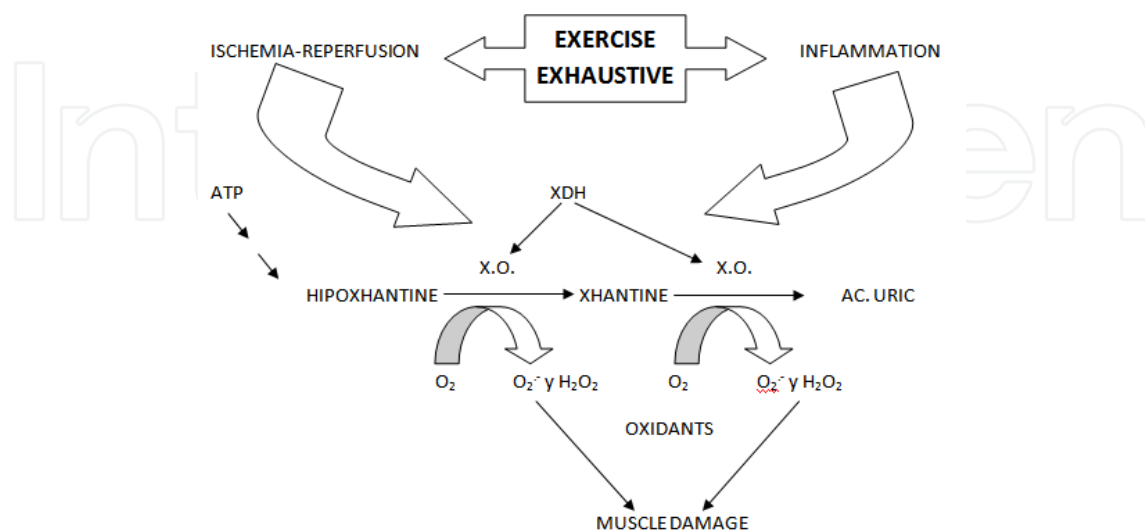 EXERCISE
EXHAUSTIVE
ISCHEMIA-REPERFUSION
INFLAMMATION
ATP
XDH
X.O.
X.O.
HIPOXHANTINE
XHANTINE
AC. URIC
O₂
O₂·⁻ y H₂O₂
O₂
O₂·⁻ y H₂O₂
OXIDANTS
MUSCLE DAMAGE